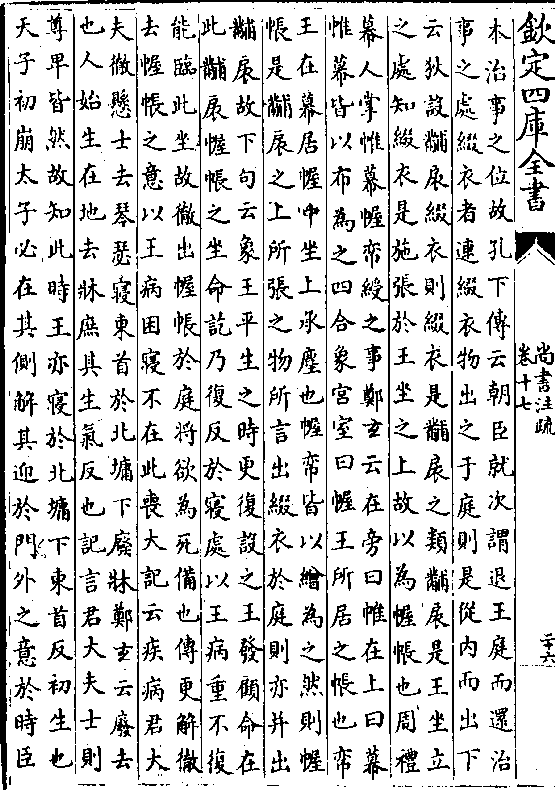 欽定四庫全書
尚書注疏
卷十七
二十六
本治事之位故孔下傳云朝臣就次謂退王庭而還治
事之處綴衣者連綴衣物出之于庭則是從内而出下
云狄設黼扆綴衣則綴衣是黼扆之類黼扆是王坐立
之處知綴衣是施張於王坐之上故以為幄帳也周禮
幕人掌帷幕幄帟綬之事鄭𤣥云在旁曰帷在上曰幕
帷幕皆以布為之四合象宮室曰幄王所居之帳也帟
王在幕居幄中坐上承塵也幄帟皆以繒為之然則幄
帳是黼扆之上所張之物所言出綴衣於庭則亦并出
黼扆故下句云象王平生之時更復設之王發顧命在
此黼扆幄帳之坐命訖乃復反於寢處以王病重不復
能臨此坐故徹出幄帳於庭將欲為死備也傳更解徹
去幄帳之意以王病困寢不在此喪大記云疾病君大
夫徹懸士去琴瑟寢東首於北墉下廢牀鄭𤣥云廢去
也人始生在地去牀庶其生氣反也記言君大夫士則
尊卑皆然故知此時王亦寢於北墉下東首反初生也
天子初崩太子必在其側解其迎於門外之意於時臣